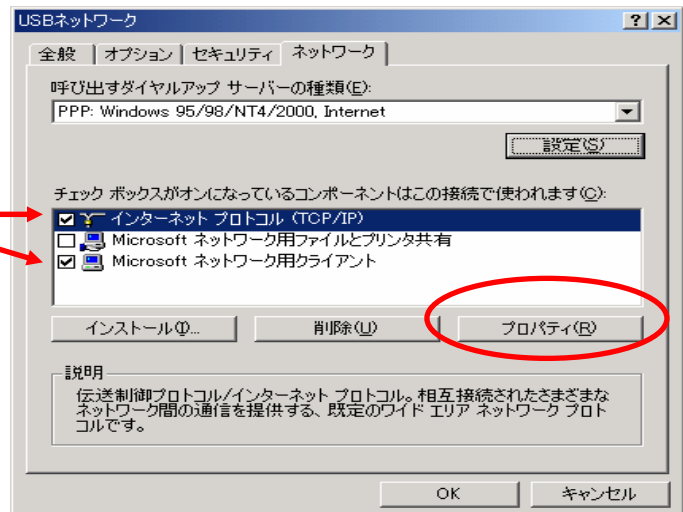 USBネットワーク
全般 オプション セキュリティ ネットワーク
呼び出すダイヤルアップ サーバーの種類(E):
PPP: Windows 95/98/NT4/2000, Internet
設定(S)
チェック ボックスがオンになっているコンポーネントはこの接続で使われます(C):
インターネット プロトコル (TCP/IP)
Microsoft ネットワーク用ファイルとプリンタ共有
Microsoft ネットワーク用クライアント
インストール(I)... 削除(U) プロパティ(R)
説明
伝送制御プロトコル/インターネット プロトコル。相互接続されたさまざまな
ネットワーク間の通信を提供する、既定のワイド エリア ネットワーク プロト
コルです。
OK キャンセル